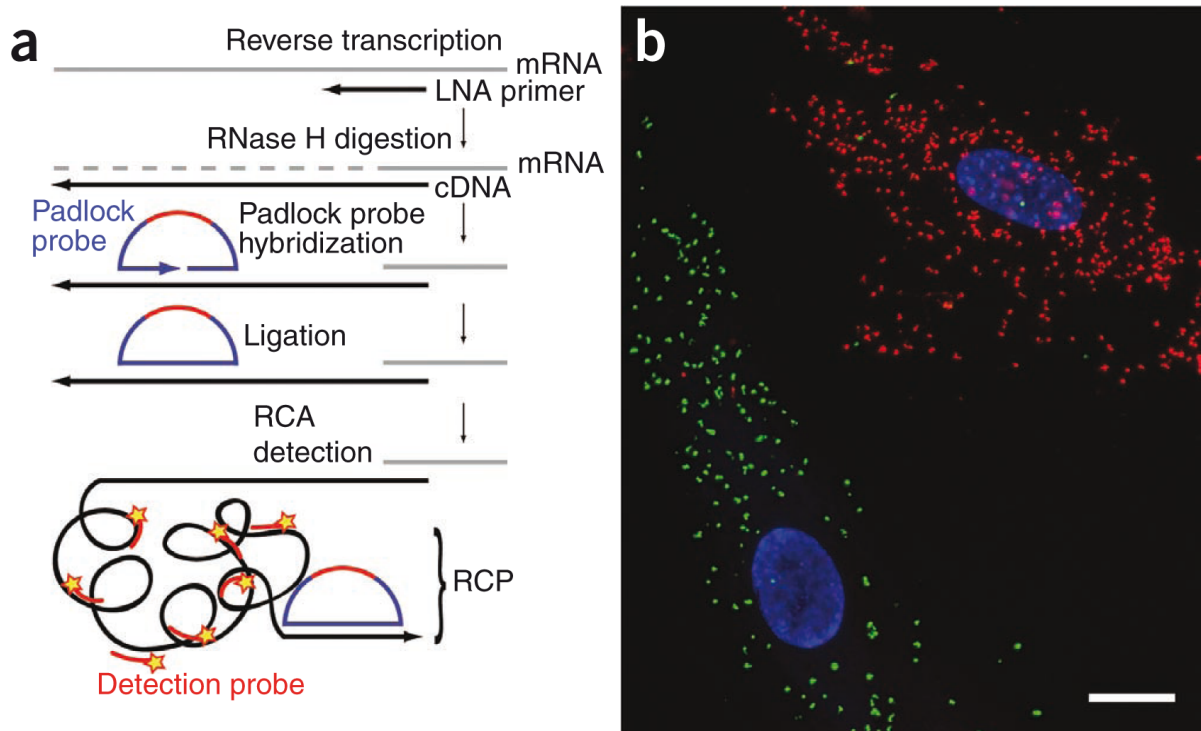 a
Reverse transcription
mRNA
LNA primer
RNase H digestion
mRNA
cDNA
Padlock
probe
Padlock probe
hybridization
Ligation
RCA
detection
RCP
Detection probe
b